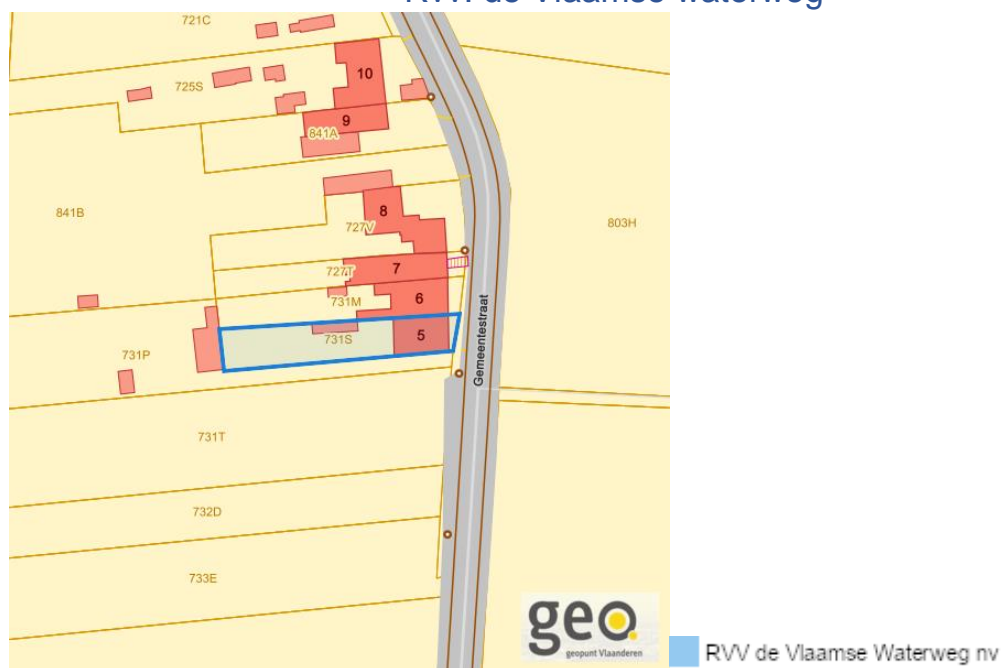 RVV de Vlaamse waterweg
721C
10
725S
9
841A
841B
8
803H
727V
7
727T
731M
6
5
731S
731P
Gemeentestraat
731T
732D
733E
geo
geopunt Vlaanderen
RVV de Vlaamse Waterweg nv